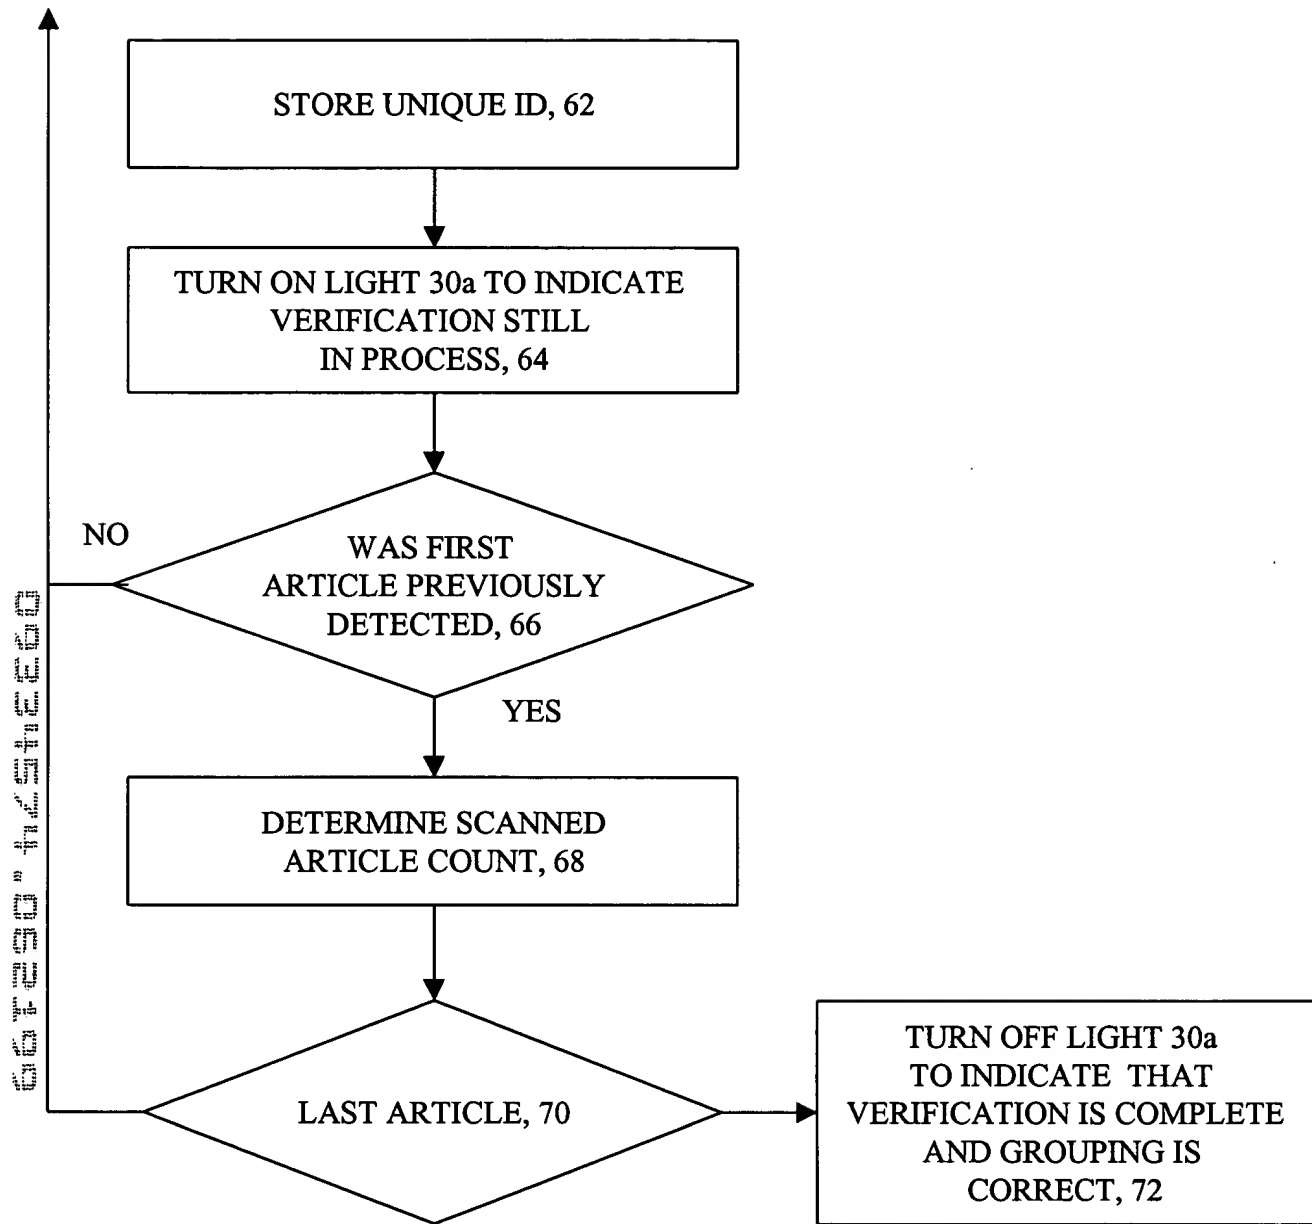 STORE UNIQUE ID, 62
TURN ON LIGHT 30a TO INDICATE
VERIFICATION STILL
IN PROCESS, 64
NO
WAS FIRST
ARTICLE PREVIOUSLY
DETECTED, 66
YES
DETERMINE SCANNED
ARTICLE COUNT, 68
LAST ARTICLE, 70
TURN OFF LIGHT 30a
TO INDICATE THAT
VERIFICATION IS COMPLETE
AND GROUPING IS
CORRECT, 72